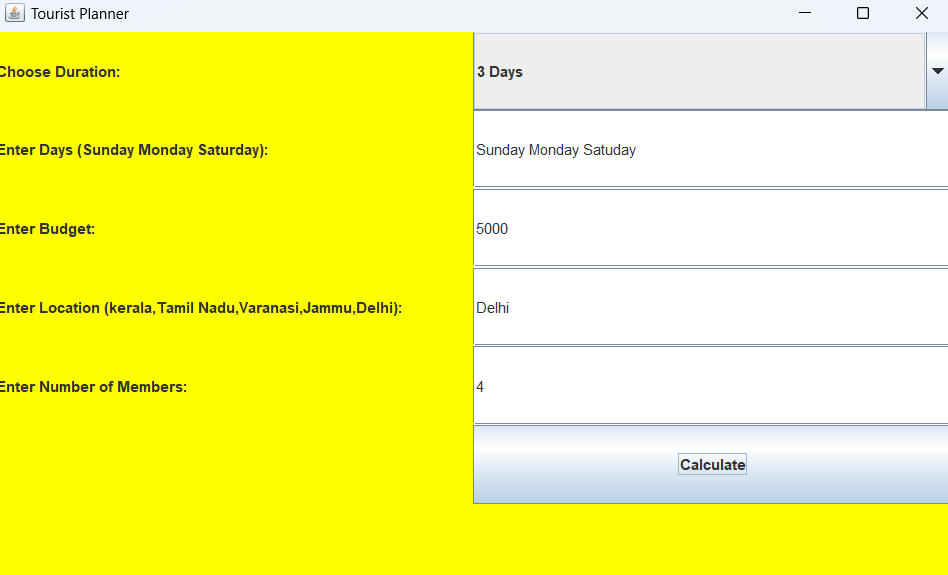 Tourist Planner
Choose Duration:
3 Days
Enter Days (Sunday Monday Saturday):
Sunday Monday Satuday
Enter Budget:
5000
Enter Location (kerala,Tamil Nadu,Varanasi,Jammu,Delhi):
Delhi
Enter Number of Members:
4
Calculate